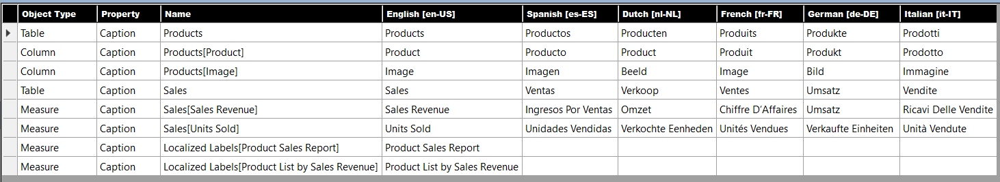 Object Type Property Name English [en-US] Spanish [es-ES] Dutch [nl-NL] French [fr-FR] German [de-DE] Italian [it-IT]
Table Caption Products Products Productos Producten Produits Produkte Prodotti
Column Caption Products[Product] Product Producto Product Produit Produkt Prodotto
Column Caption Products[Image] Image Imagen Beeld Image Bild Immagine
Table Caption Sales Sales Ventas Verkoop Ventes Umsatz Vendite
Measure Caption Sales[Sales Revenue] Sales Revenue Ingresos Por Ventas Omzet Chiffre D'Affaires Umsatz Ricavi Delle Vendite
Measure Caption Sales[Units Sold] Units Sold Unidades Vendidas Verkochte Eenheden Unités Vendues Verkaufte Einheiten Unità Vendute
Measure Caption Localized Labels[Product Sales Report] Product Sales Report
Measure Caption Localized Labels[Product List by Sales Revenue] Product List by Sales Revenue